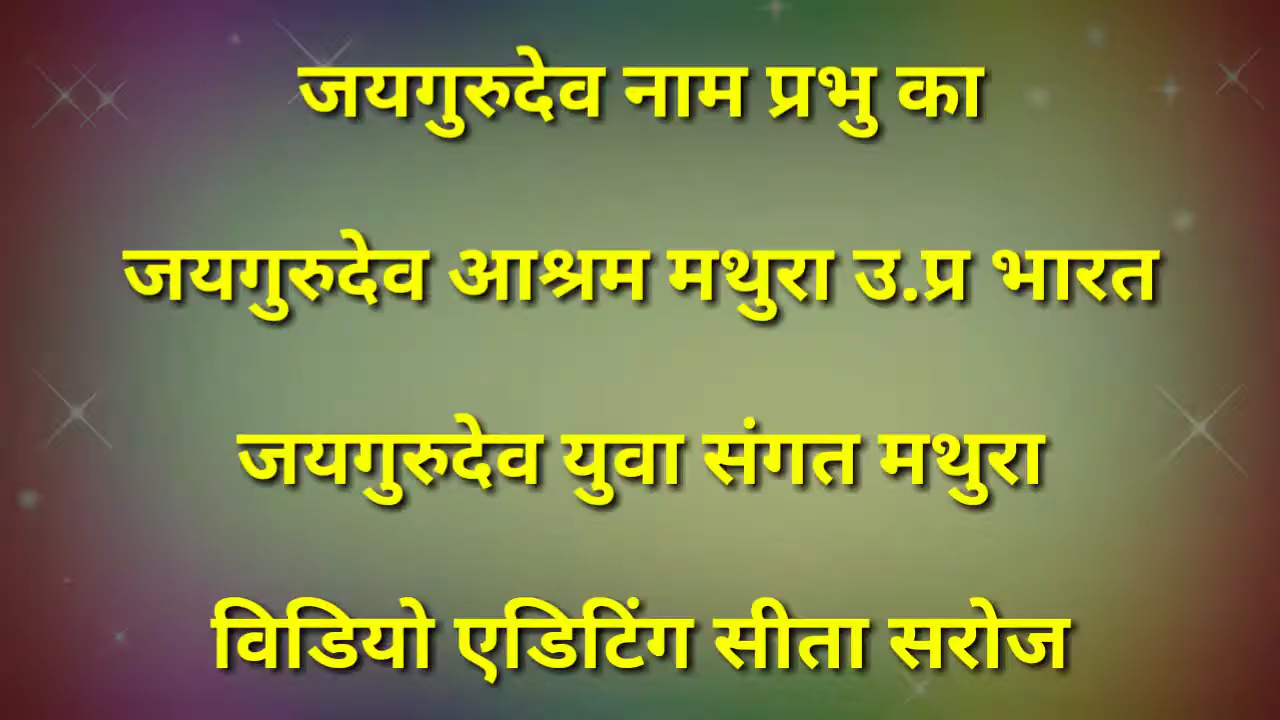 जयगुरुदेव नाम प्रभु का
जयगुरुदेव आश्रम मथुरा उ.प्र भारत
जयगुरुदेव युवा संगत मथुरा
विडियो एडिटिंग सीता सरोज